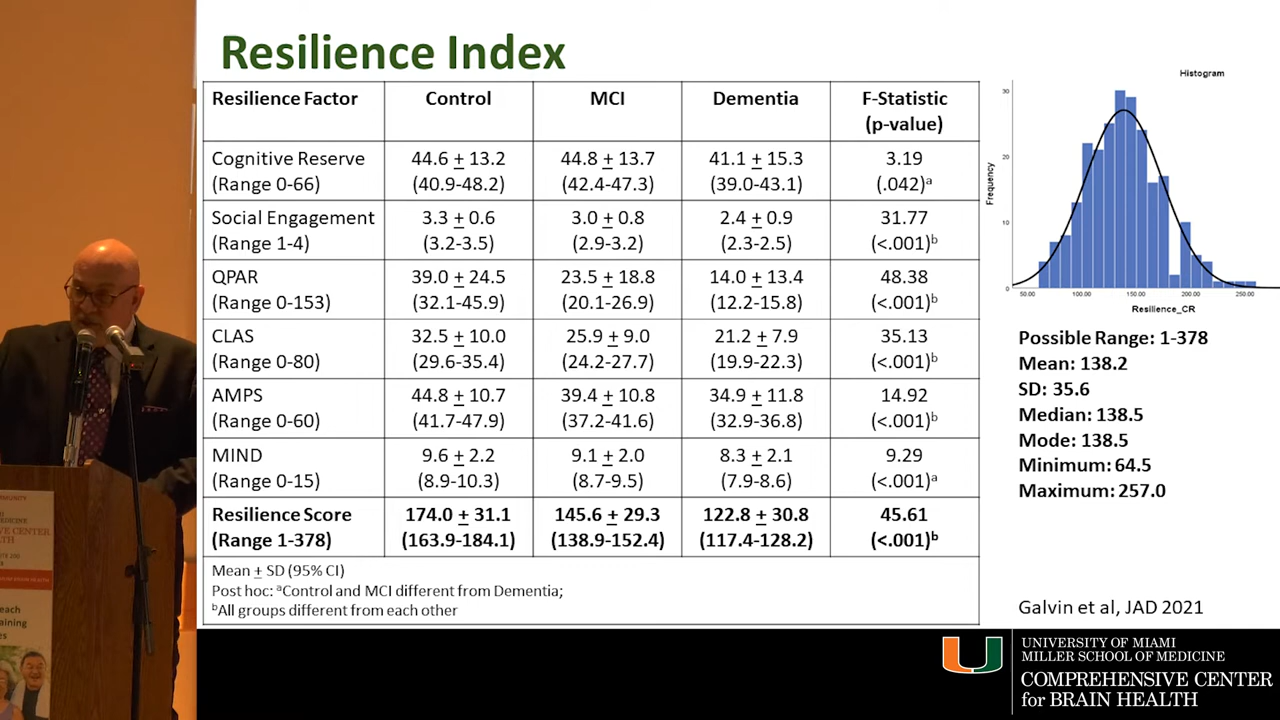 Resilience Index
Resilience Factor Control MCI Dementia F-Statistic
(p-value)
Cognitive Reserve 44.6 + 13.2 44.8 + 13.7 41.1 + 15.3 3.19
(Range 0-66) (40.9-48.2) (42.4-47.3) (39.0-43.1) (.042)a
Social Engagement 3.3 + 0.6 3.0 + 0.8 2.4 + 0.9 31.77
(Range 1-4) (3.2-3.5) (2.9-3.2) (2.3-2.5) (<.001)b
QPAR 39.0 + 24.5 23.5 + 18.8 14.0 + 13.4 48.38
(Range 0-153) (32.1-45.9) (20.1-26.9) (12.2-15.8) (<.001)b
CLAS 32.5 + 10.0 25.9 + 9.0 21.2 + 7.9 35.13
(Range 0-80) (29.6-35.4) (24.2-27.7) (19.9-22.3) (<.001)b
AMPS 44.8 + 10.7 39.4 + 10.8 34.9 + 11.8 14.92
(Range 0-60) (41.7-47.9) (37.2-41.6) (32.9-36.8) (<.001)b
MIND 9.6 + 2.2 9.1 + 2.0 8.3 + 2.1 9.29
(Range 0-15) (8.9-10.3) (8.7-9.5) (7.9-8.6) (<.001)a
Resilience Score 174.0 + 31.1 145.6 + 29.3 122.8 + 30.8 45.61
(Range 1-378) (163.9-184.1) (138.9-152.4) (117.4-128.2) (<.001)b
Mean + SD (95% CI)
Post hoc: aControl and MCI different from Dementia;
bAll groups different from each other
Histogram
Frequency
30
20
10
0
50.00 100.00 150.00 200.00 250.00
Resilience_CR
Possible Range: 1-378
Mean: 138.2
SD: 35.6
Median: 138.5
Mode: 138.5
Minimum: 64.5
Maximum: 257.0
Galvin et al, JAD 2021
UNIVERSITY OF MIAMI
MILLER SCHOOL OF MEDICINE
COMPREHENSIVE CENTER
for BRAIN HEALTH